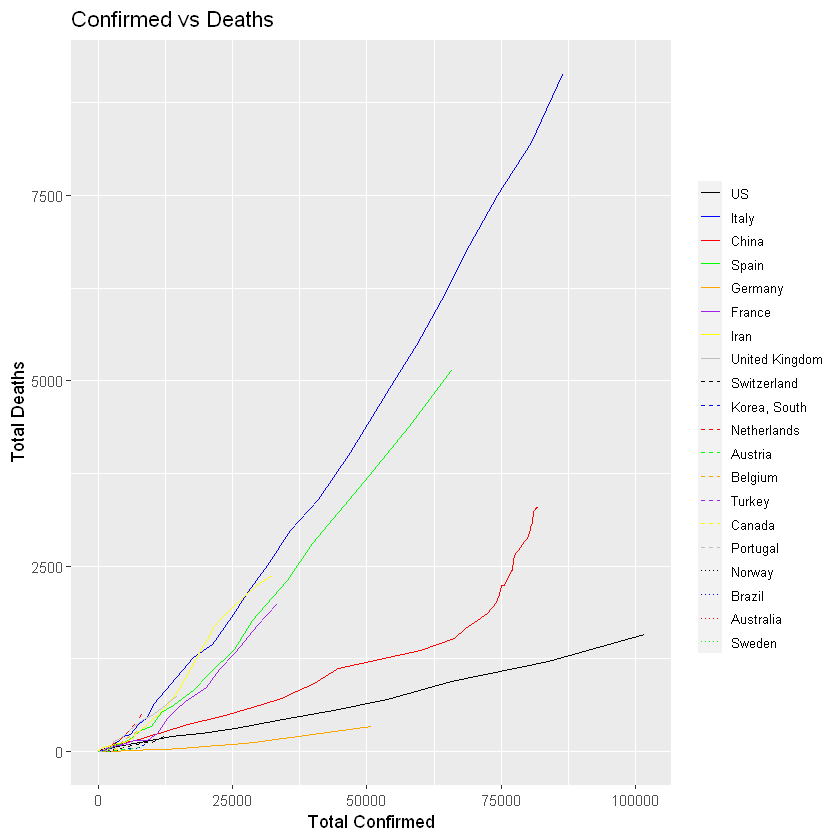 Confirmed vs Deaths
Total Deaths
7500
5000
2500
0
0 25000 50000 75000 100000
Total Confirmed
US
Italy
China
Spain
Germany
France
Iran
United Kingdom
Switzerland
Korea, South
Netherlands
Austria
Belgium
Turkey
Canada
Portugal
Norway
Brazil
Australia
Sweden